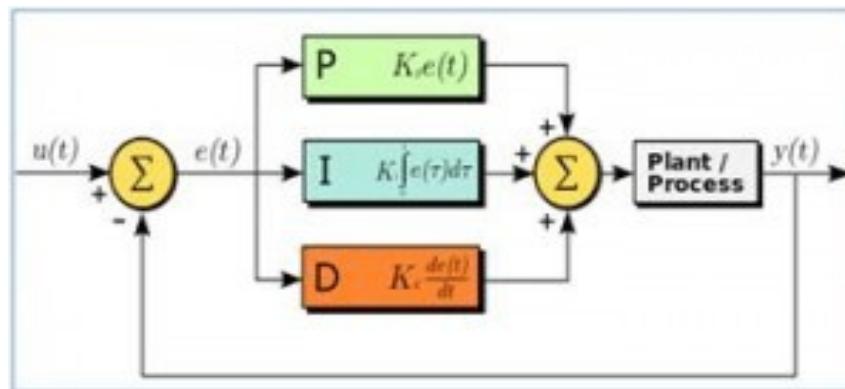 P K e(t)
u(t) + - Σ e(t)
I K ∫ e(τ)dτ
+ + + Σ
Plant / Process
y(t)
D K de(t)/dt